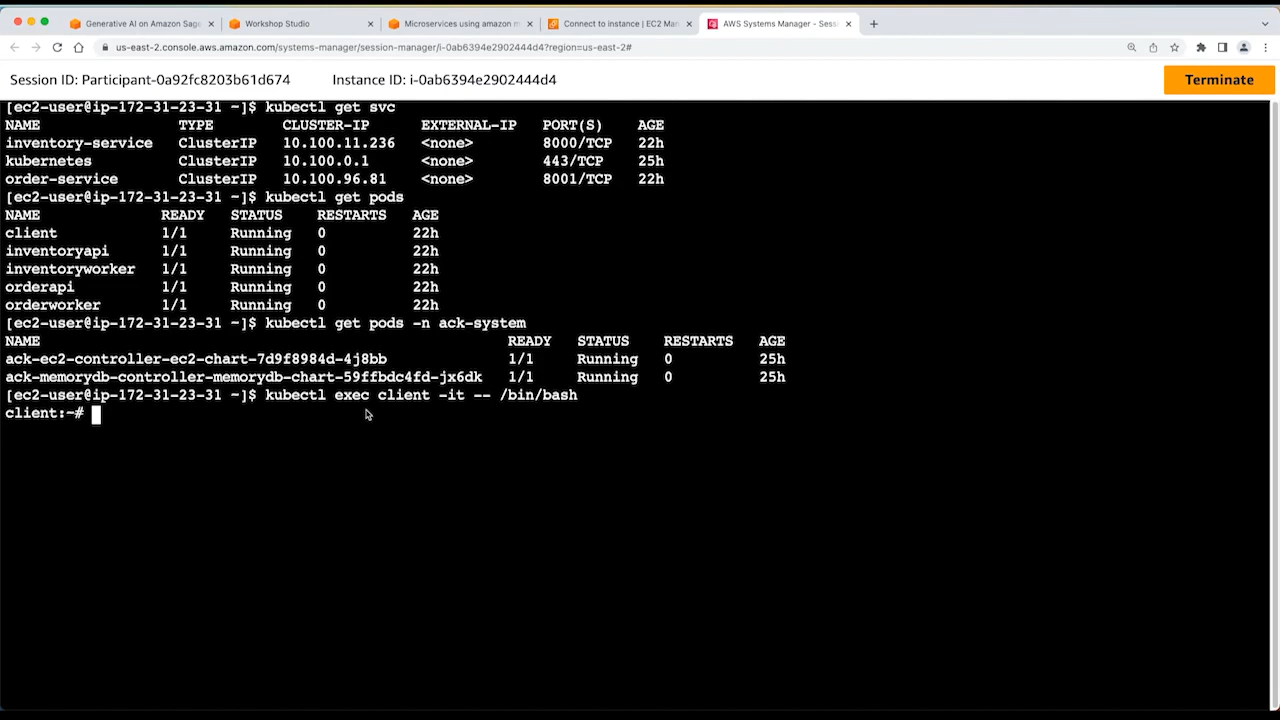 Generative AI on Amazon Sage
Workshop Studio
Microservices using amazon m
Connect to instance | EC2 Man
AWS Systems Manager - Sess
us-east-2.console.aws.amazon.com/systems-manager/session-manager/i-0ab6394e2902444d4?region=us-east-2#
Session ID: Participant-0a92fc8203b61d674 Instance ID: i-0ab6394e2902444d4 Terminate
[ec2-user@ip-172-31-23-31 ~]$ kubectl get svc
NAME TYPE CLUSTER-IP EXTERNAL-IP PORT(S) AGE
inventory-service ClusterIP 10.100.11.236 <none> 8000/TCP 22h
kubernetes ClusterIP 10.100.0.1 <none> 443/TCP 25h
order-service ClusterIP 10.100.96.81 <none> 8001/TCP 22h
[ec2-user@ip-172-31-23-31 ~]$ kubectl get pods
NAME READY STATUS RESTARTS AGE
client 1/1 Running 0 22h
inventoryapi 1/1 Running 0 22h
inventoryworker 1/1 Running 0 22h
orderapi 1/1 Running 0 22h
orderworker 1/1 Running 0 22h
[ec2-user@ip-172-31-23-31 ~]$ kubectl get pods -n ack-system
NAME READY STATUS RESTARTS AGE
ack-ec2-controller-ec2-chart-7d9f8984d-4j8bb 1/1 Running 0 25h
ack-memorydb-controller-memorydb-chart-59ffbdc4fd-jx6dk 1/1 Running 0 25h
[ec2-user@ip-172-31-23-31 ~]$ kubectl exec client -it -- /bin/bash
client:~#